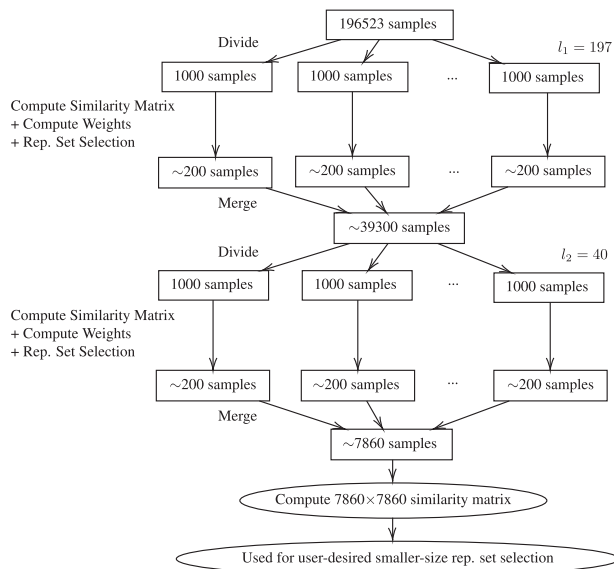 196523 samples
Divide
l₁ = 197
1000 samples 1000 samples ... 1000 samples
Compute Similarity Matrix
+ Compute Weights
+ Rep. Set Selection
∼200 samples ∼200 samples ... ∼200 samples
Merge
∼39300 samples
Divide
l₂ = 40
1000 samples 1000 samples ... 1000 samples
Compute Similarity Matrix
+ Compute Weights
+ Rep. Set Selection
∼200 samples ∼200 samples ... ∼200 samples
Merge
∼7860 samples
Compute 7860×7860 similarity matrix
Used for user-desired smaller-size rep. set selection